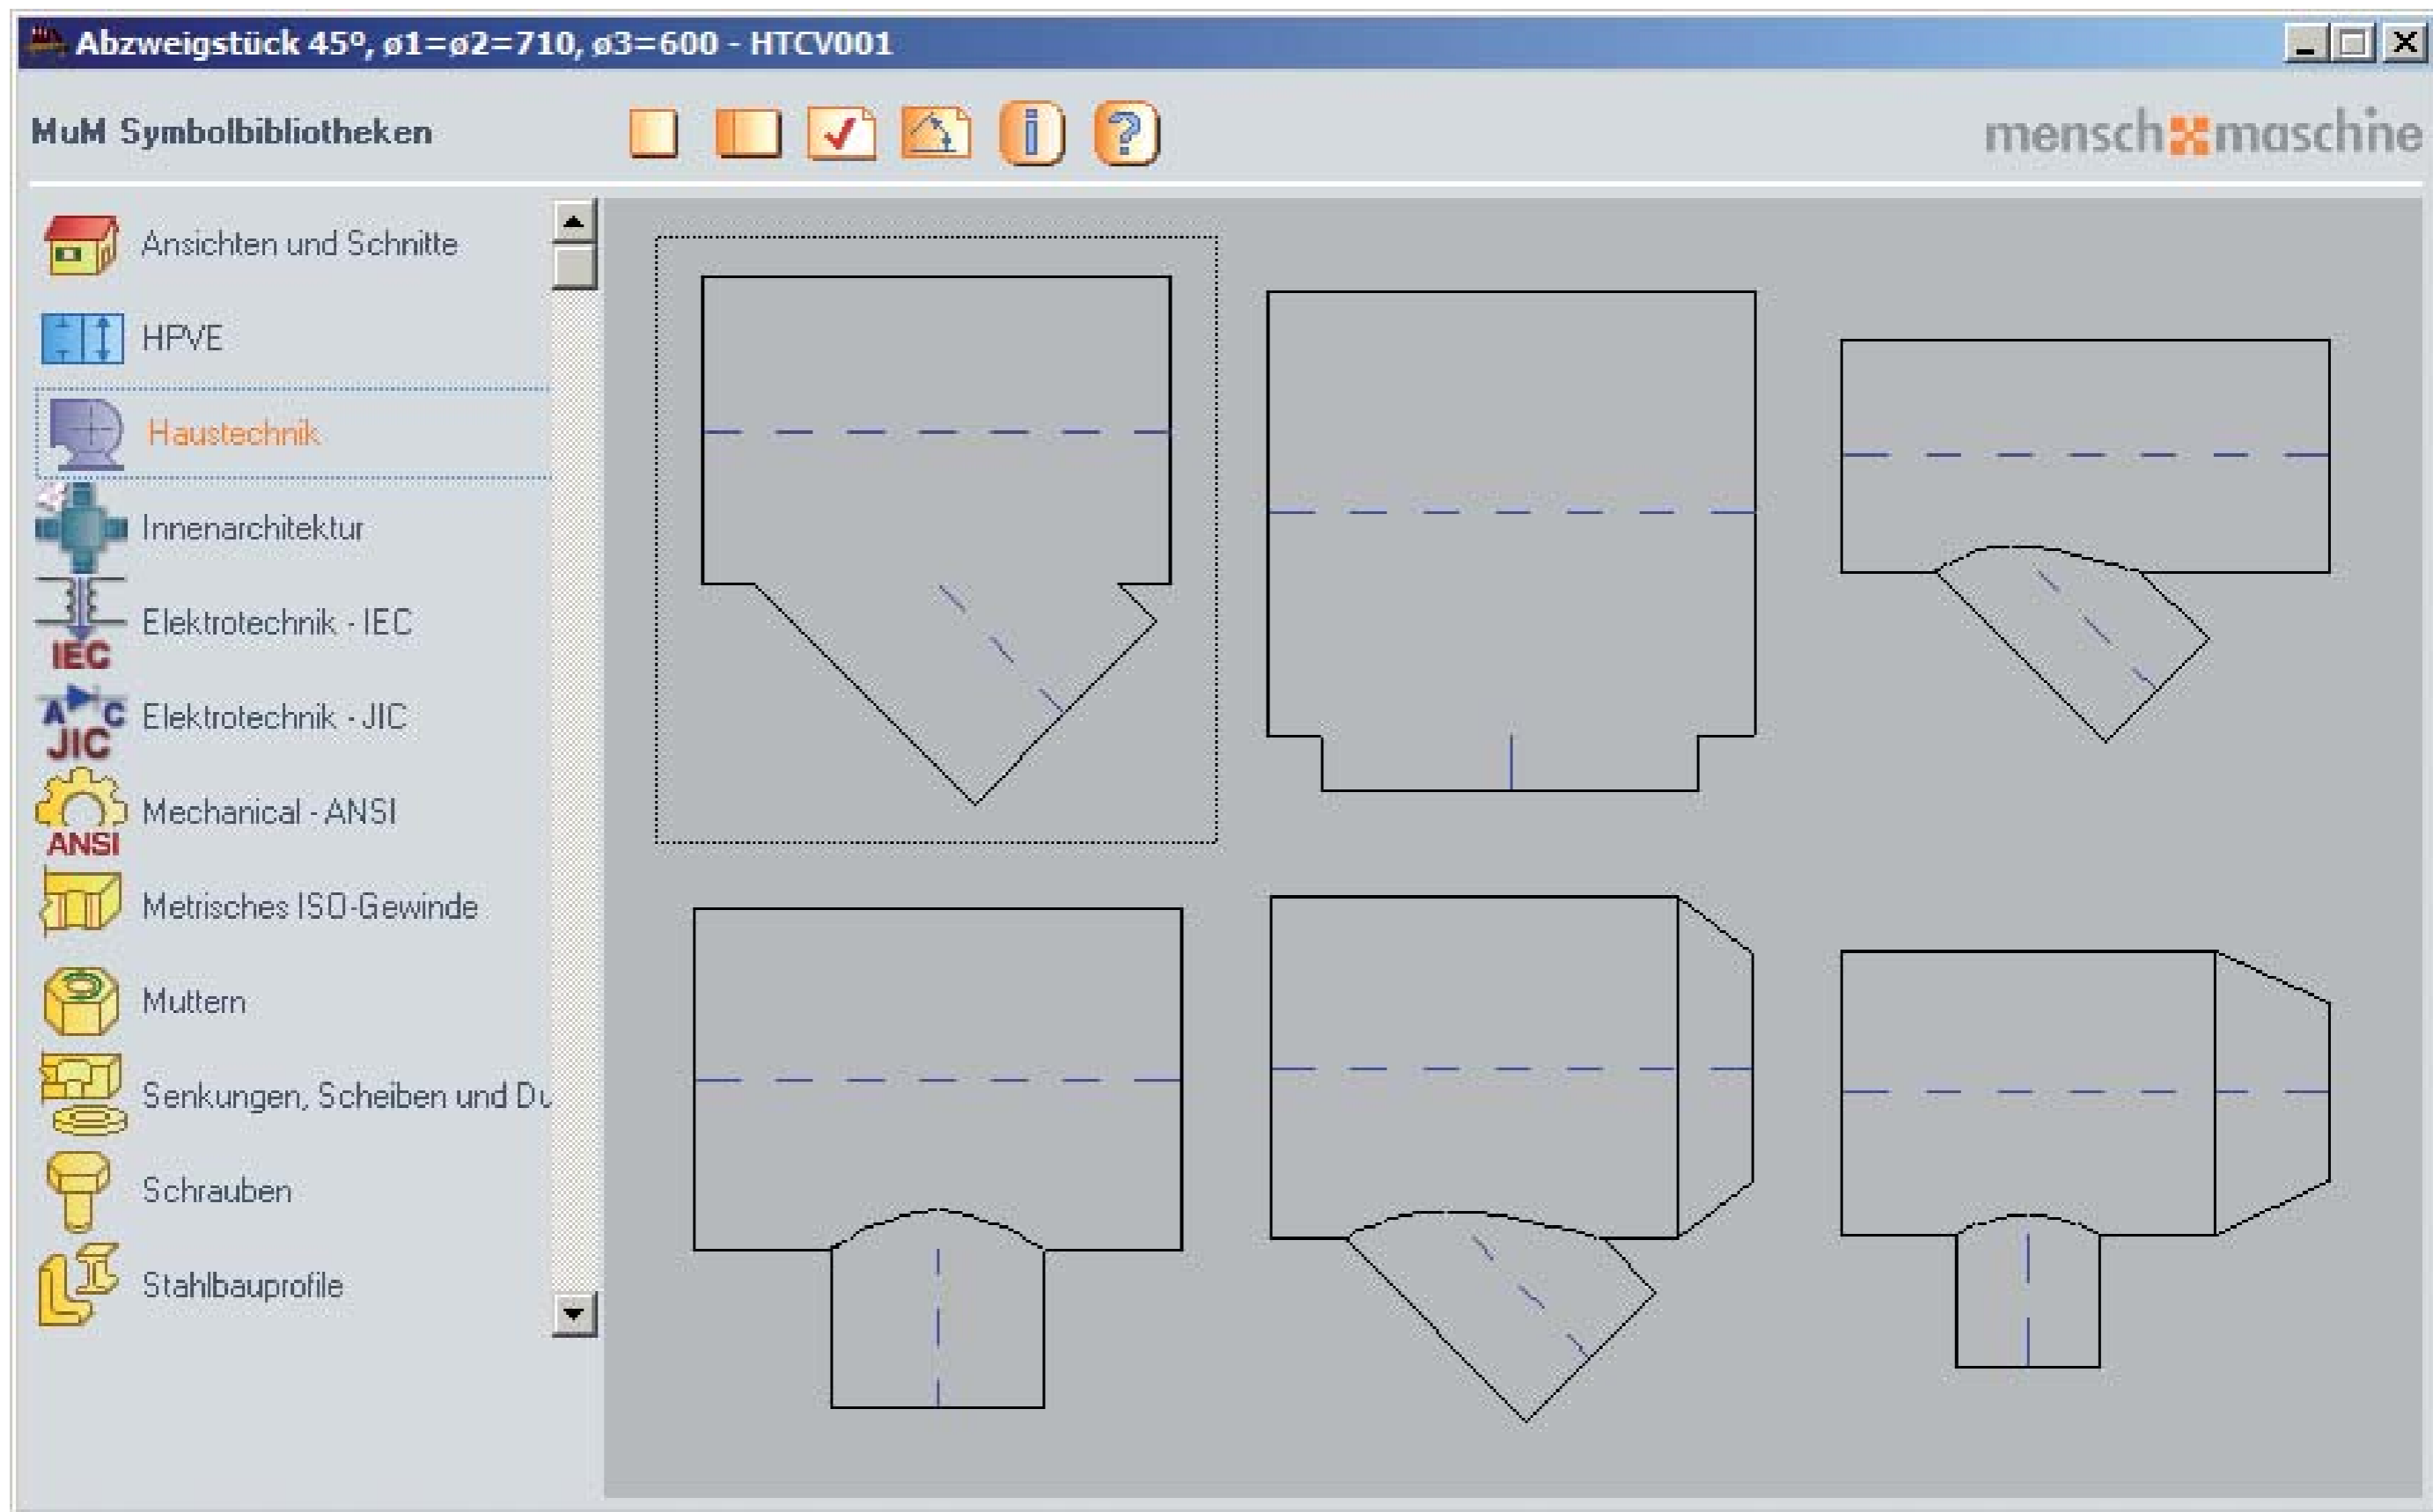 Abzweigstück 45º, ø1=ø2=710, ø3=600 - HTCV001
MuM Symbolbibliotheken
i
?
mensch maschine
Ansichten und Schnitte
HPVE
Haustechnik
Innenarchitektur
Elektrotechnik - IEC
IEC
Elektrotechnik - JIC
A C
JIC
Mechanical - ANSI
ANSI
Metrisches ISO-Gewinde
Muttern
Senkungen, Scheiben und Du
Schrauben
Stahlbauprofile